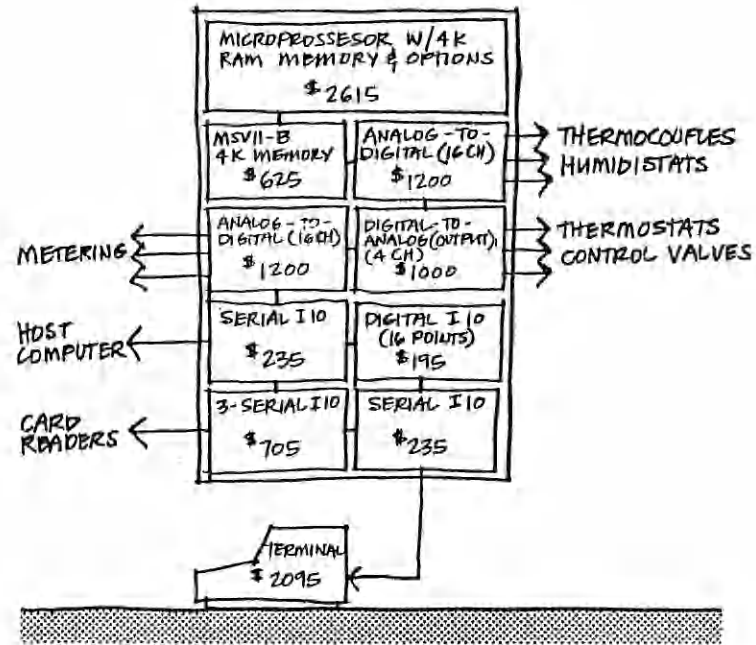 MICROPROSSESOR W/4K
RAM MEMORY & OPTIONS
$2615
MSV11-B
4K MEMORY
$625
ANALOG-TO-
DIGITAL (16 CH)
$1200
THERMOCOUPLES
HUMIDISTATS
METERING
ANALOG-TO-
DIGITAL (16 CH)
$1200
DIGITAL-TO-
ANALOG (OUTPUT)
(4 CH)
$1000
THERMOSTATS
CONTROL VALVES
HOST
COMPUTER
SERIAL I/O
$235
DIGITAL I/O
(16 POINTS)
$195
CARD
READERS
3-SERIAL I/O
$705
SERIAL I/O
$235
TERMINAL
$2095